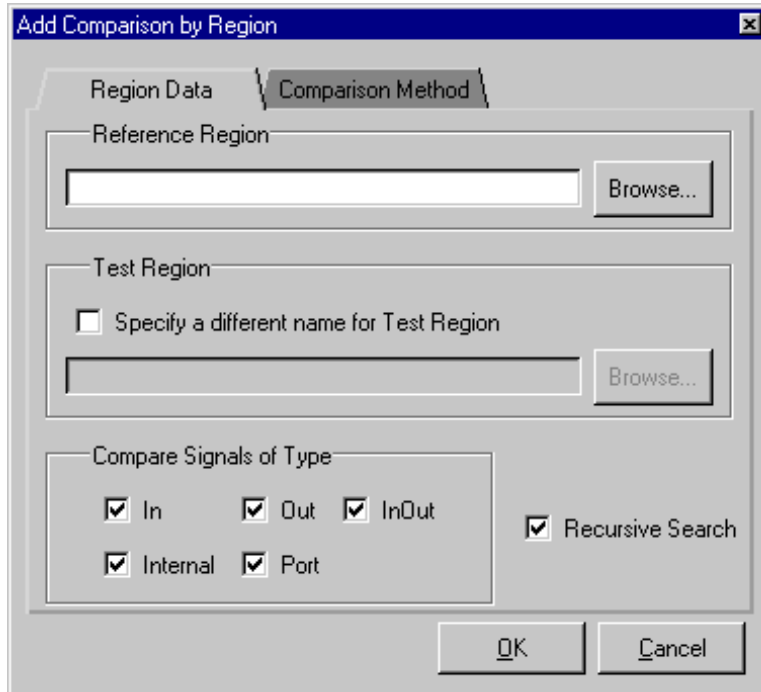 Add Comparison by Region
Region Data Comparison Method
Reference Region
Browse...
Test Region
Specify a different name for Test Region
Browse...
Compare Signals of Type
In Out InOut
Recursive Search
Internal Port
OK Cancel